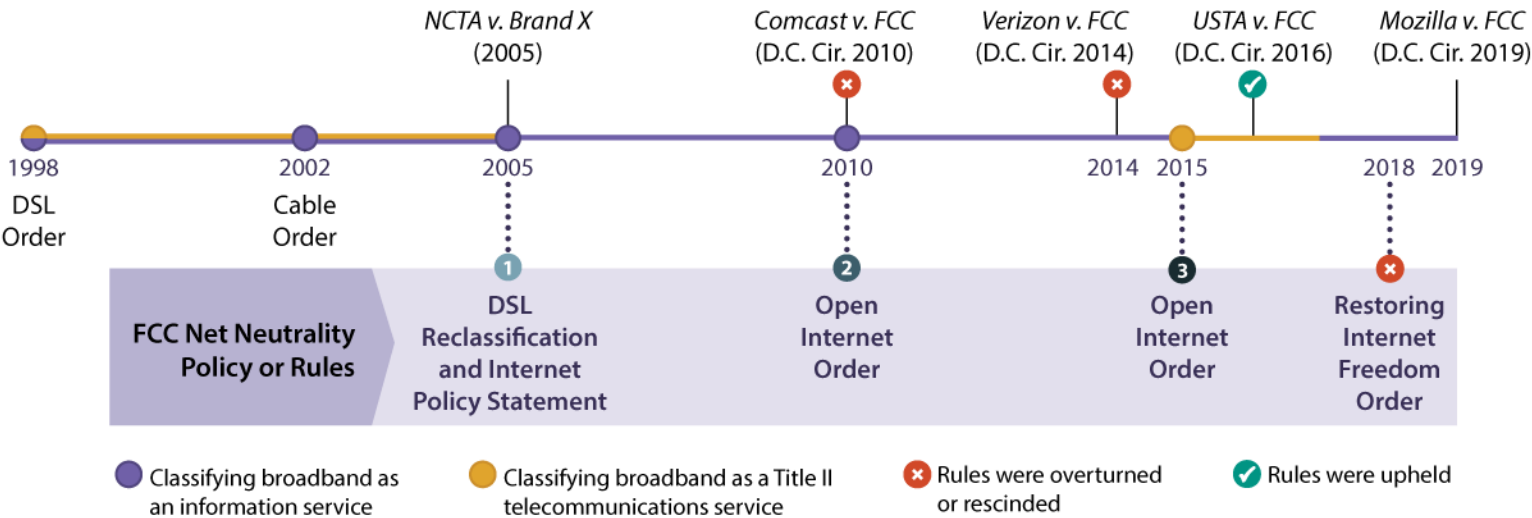 NCTA v. Brand X
(2005)
Comcast v. FCC
(D.C. Cir. 2010)
Verizon v. FCC
(D.C. Cir. 2014)
USTA v. FCC
(D.C. Cir. 2016)
Mozilla v. FCC
(D.C. Cir. 2019)
1998
2002
2005
2010
2014
2015
2018
2019
DSL
Order
Cable
Order
FCC Net Neutrality
Policy or Rules
1
DSL
Reclassification
and Internet
Policy Statement
2
Open
Internet
Order
3
Open
Internet
Order
Restoring
Internet
Freedom
Order
Classifying broadband as
an information service
Classifying broadband as a Title II
telecommunications service
Rules were overturned
or rescinded
Rules were upheld